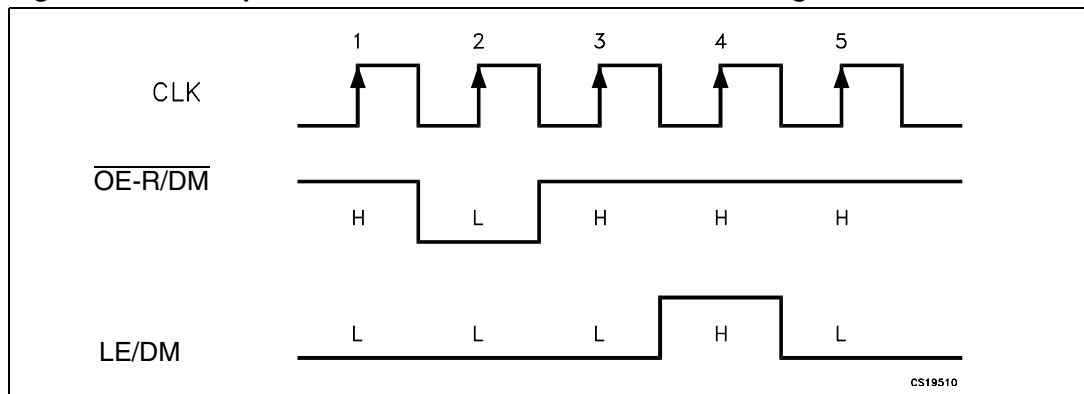 1 2 3 4 5
CLK
OE-R/DM
H L H H H
L L L H L
LE/DM
CS19510